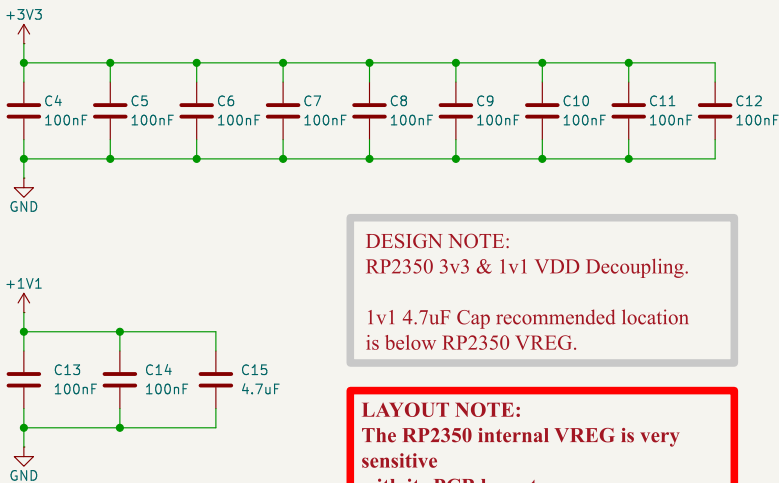 +3V3
C4 C5 C6 C7 C8 C9 C10 C11 C12
100nF 100nF 100nF 100nF 100nF 100nF 100nF 100nF 100nF
GND
DESIGN NOTE:
RP2350 3v3 & 1v1 VDD Decoupling.
1v1 4.7uF Cap recommended location
is below RP2350 VREG.
+1V1
C13 C14 C15
100nF 100nF 4.7uF
GND
LAYOUT NOTE:
The RP2350 internal VREG is very
sensitive